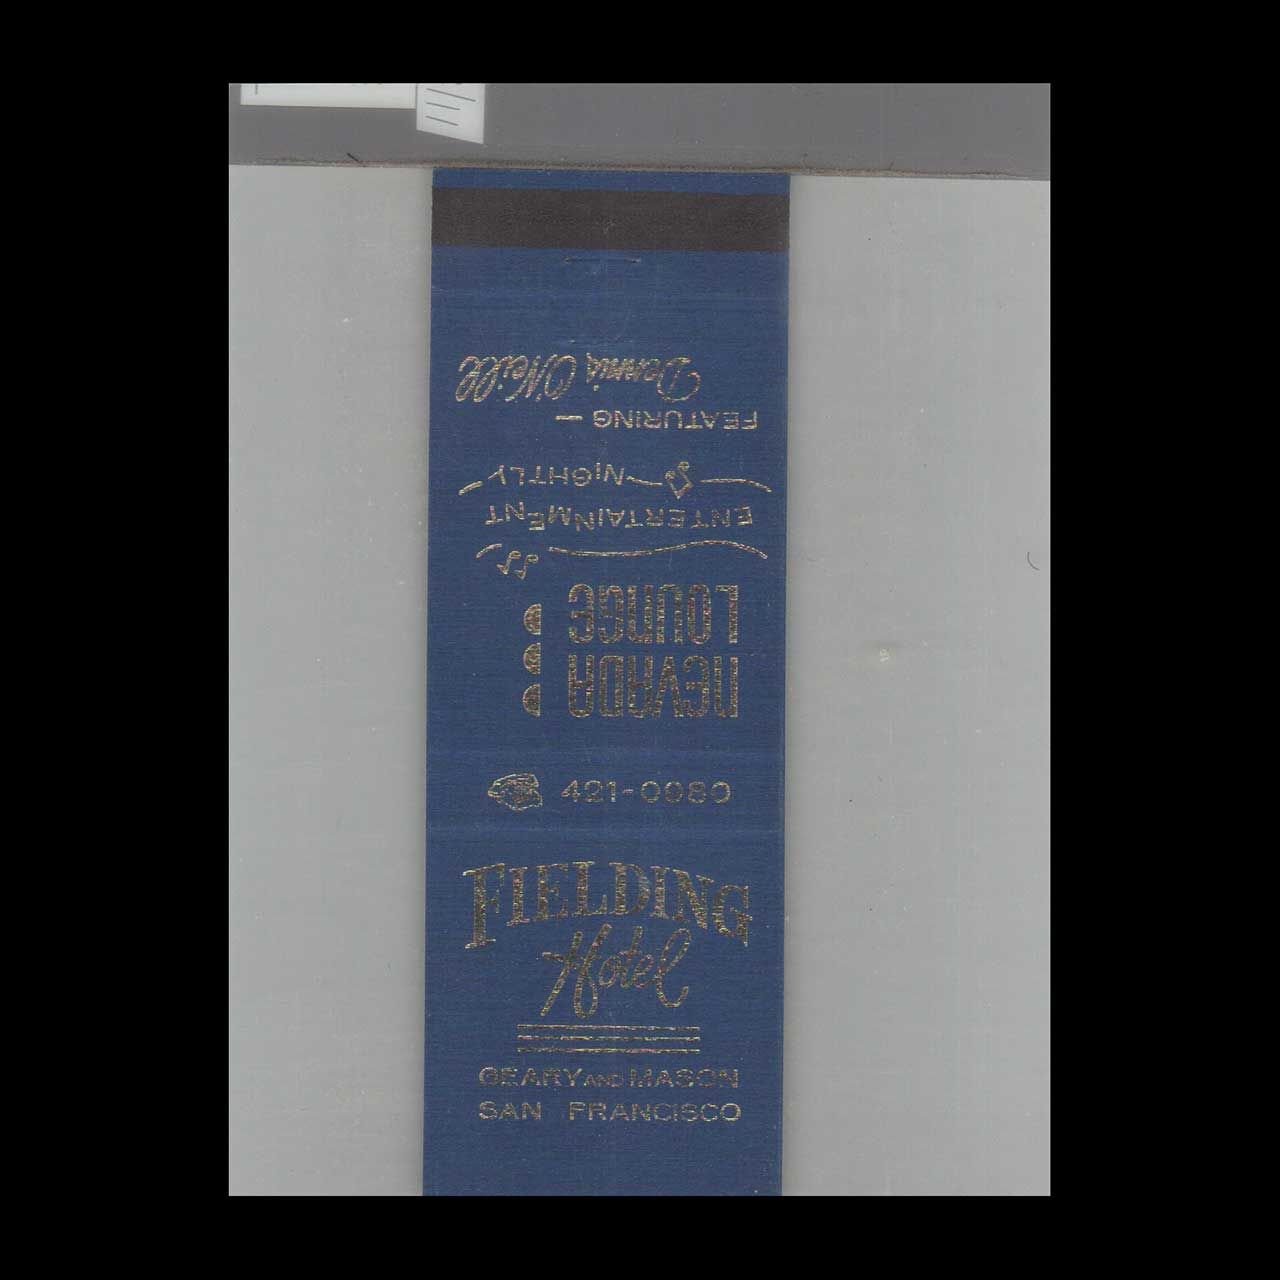 NEVADA
LOUNGE
ENTERTAINMENT
NIGHTLY
FEATURING —
Dennis O'Neill
421-0080
FIELDING
Hotel
GEARY AND MASON
SAN FRANCISCO